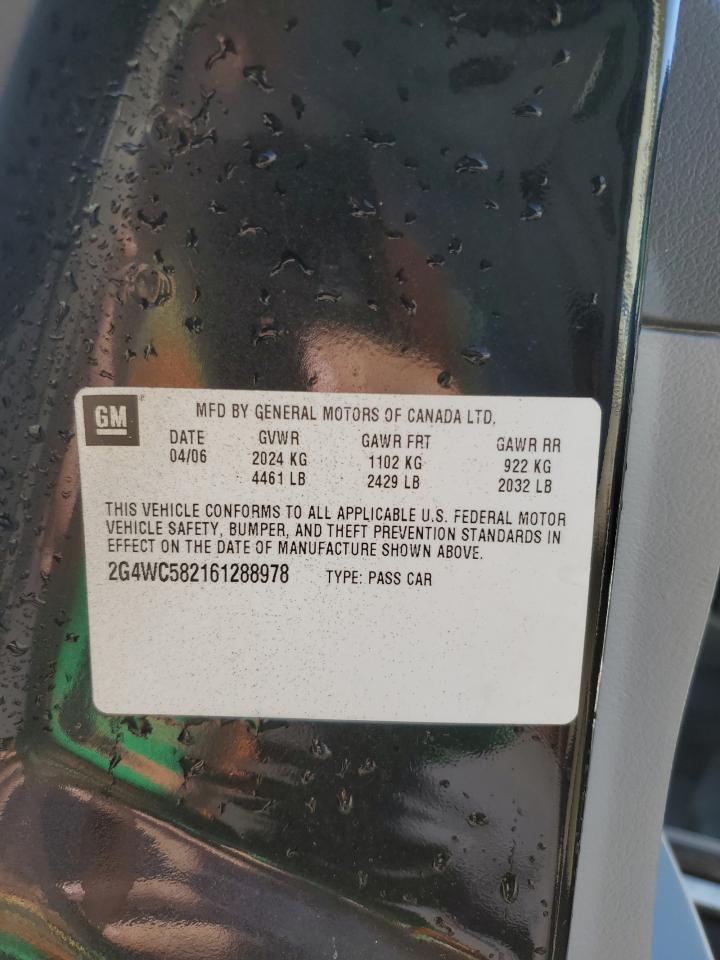 GM
MFD BY GENERAL MOTORS OF CANADA LTD,
DATE GVWR GAWR FRT GAWR RR
04/06 2024 KG 1102 KG 922 KG
4461 LB 2429 LB 2032 LB
THIS VEHICLE CONFORMS TO ALL APPLICABLE U.S. FEDERAL MOTOR
VEHICLE SAFETY, BUMPER, AND THEFT PREVENTION STANDARDS IN
EFFECT ON THE DATE OF MANUFACTURE SHOWN ABOVE.
2G4WC582161288978 TYPE: PASS CAR